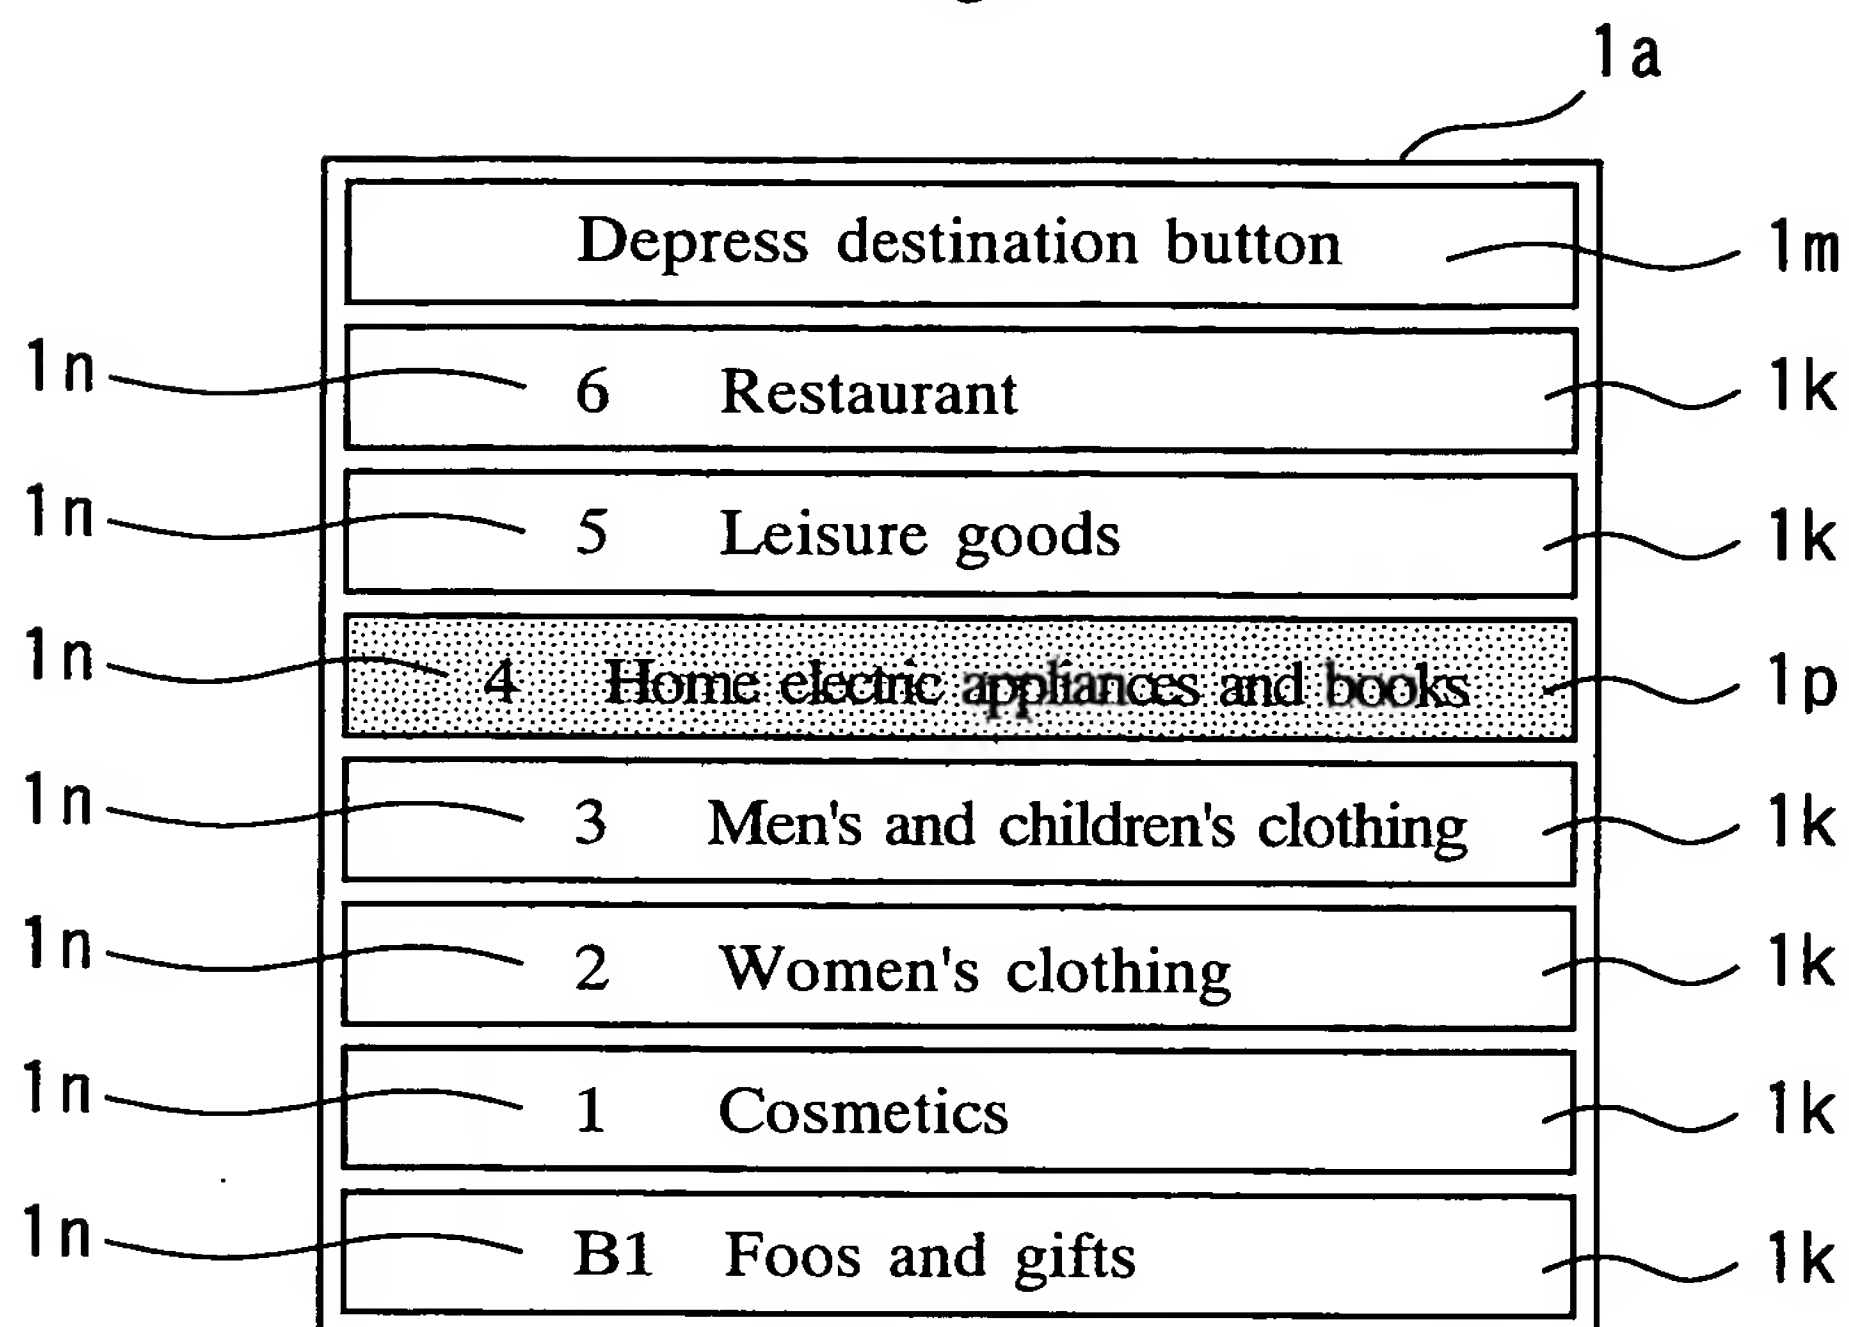 1a
Depress destination button 1m
1n 6 Restaurant 1k
1n 5 Leisure goods 1k
1n 4 Home electric appliances and books 1p
1n 3 Men's and children's clothing 1k
1n 2 Women's clothing 1k
1n 1 Cosmetics 1k
1n B1 Foos and gifts 1k